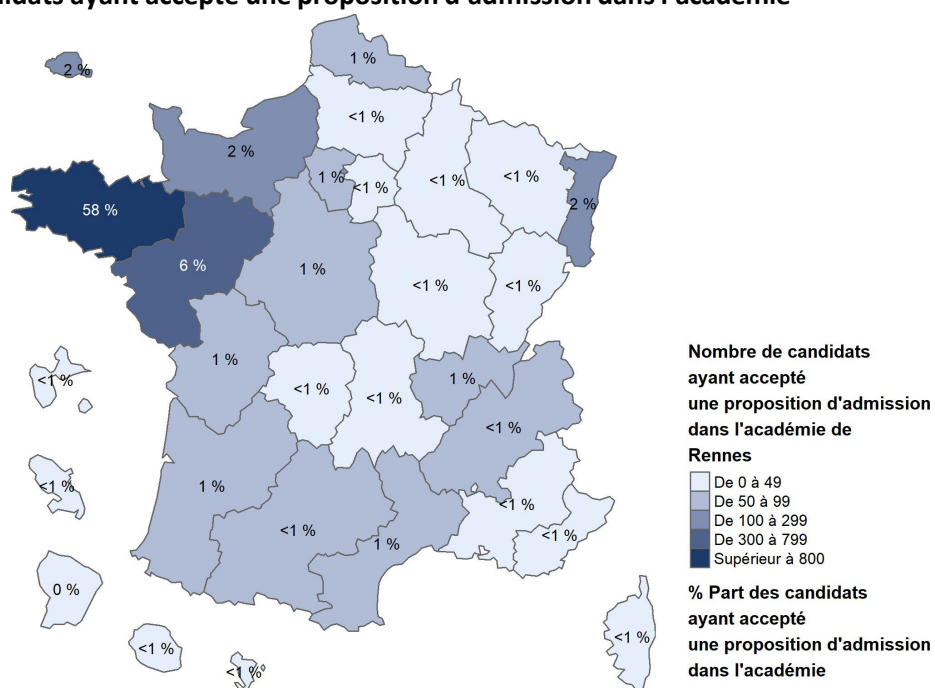 idats ayant accepté une proposition d'admission dans l'académie
1 %
2 %
<1 %
2 %
1 %
<1 %
<1 %
<1 %
2 %
58 %
6 %
1 %
<1 %
<1 %
1 %
<1 %
<1 %
<1 %
1 %
<1 %
1 %
<1 %
<1 %
<1 %
1 %
<1 %
0 %
<1 %
<1 %
<1 %
Nombre de candidats
ayant accepté
une proposition d'admission
dans l'académie de
Rennes
De 0 à 49
De 50 à 99
De 100 à 299
De 300 à 799
Supérieur à 800
% Part des candidats
ayant accepté
une proposition d'admission
dans l'académie